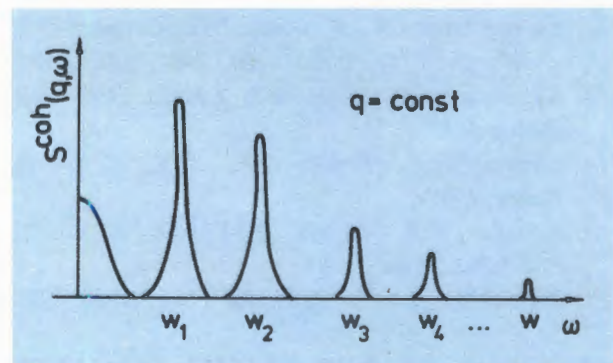 S^coh(q,ω)
q = const
w₁ w₂ w₃ w₄ ... w ω